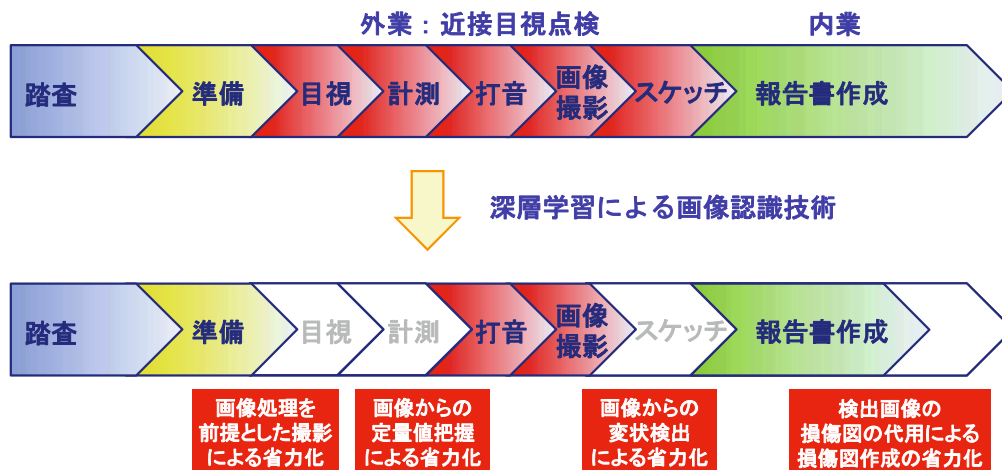 外業：近接目視点検
内業
踏査
準備
目視
計測
打音
画像
撮影
スケッチ
報告書作成
深層学習による画像認識技術
踏査
準備
目視
計測
打音
画像
撮影
スケッチ
報告書作成
画像処理を
前提とした撮影
による省力化
画像からの
定量値把握
による省力化
画像からの
変状検出
による省力化
検出画像の
損傷図の代用による
損傷図作成の省力化